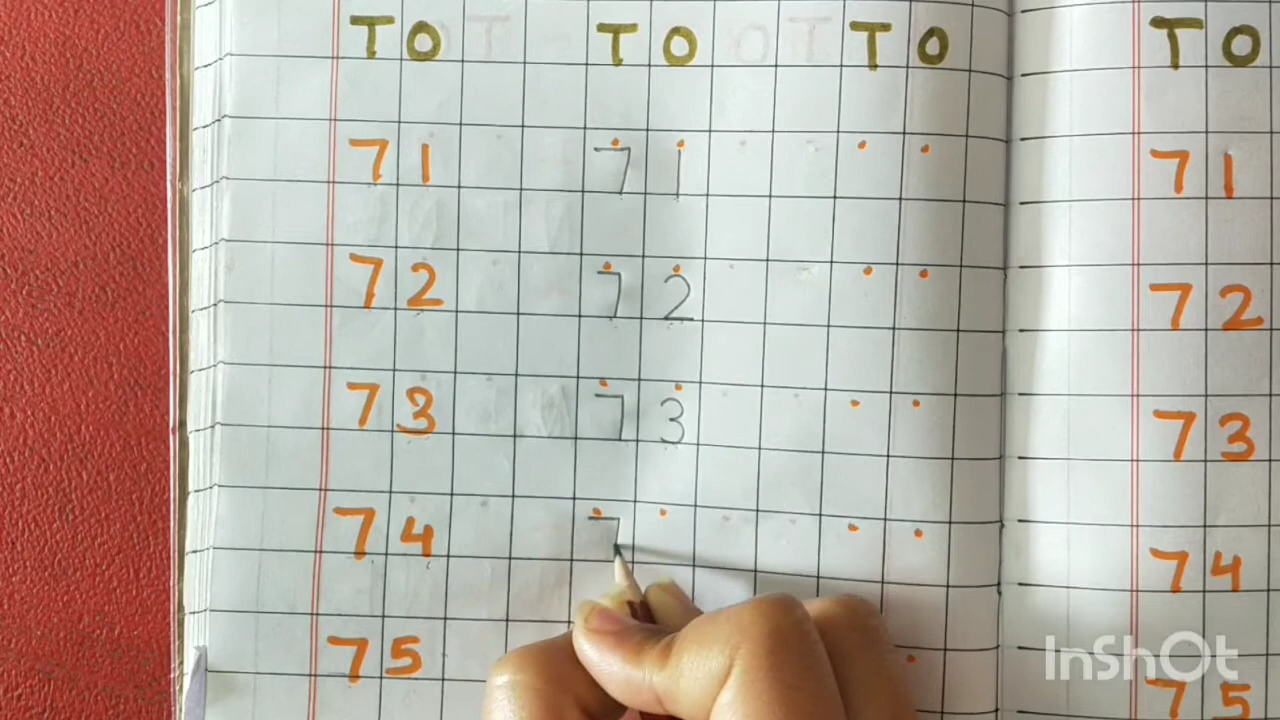 T O T O T O T O
71 71 71
72 72 72
73 73 73
74 7 74
75 75
InShOt